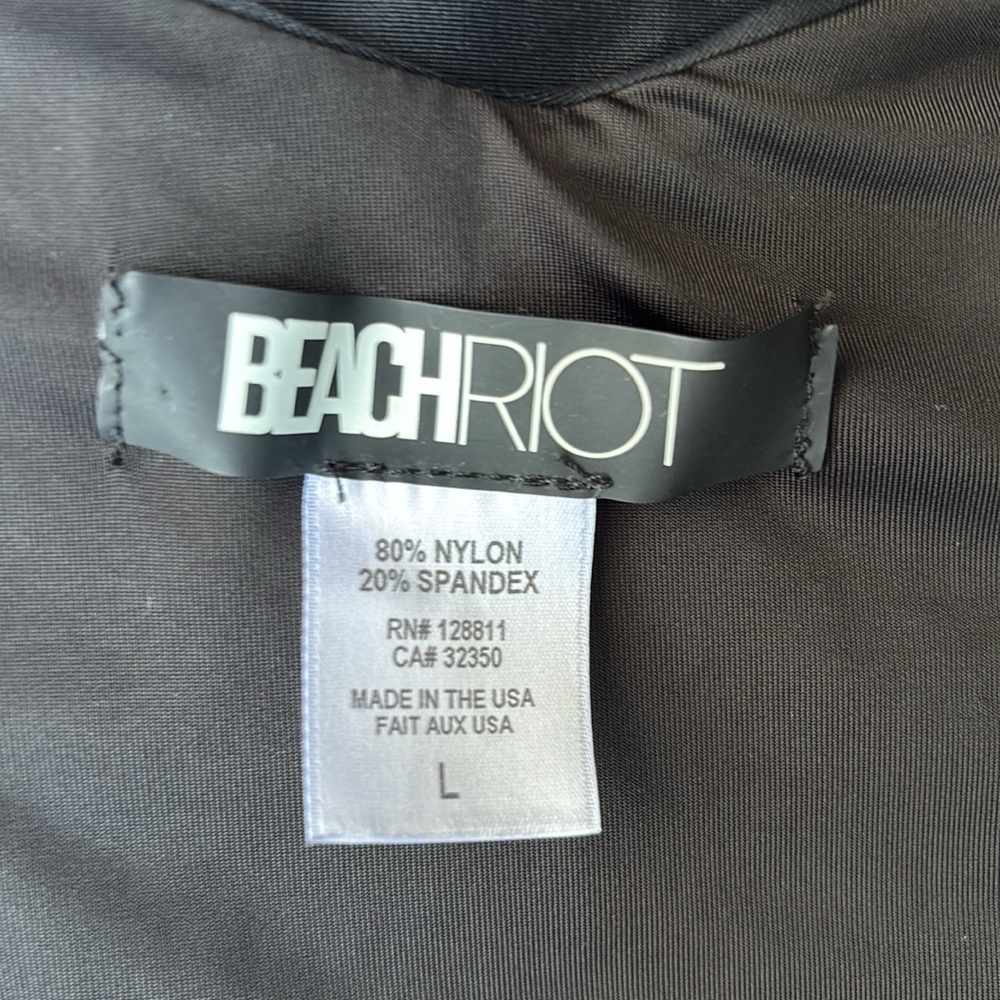 BEACHRIOT
80% NYLON
20% SPANDEX
RN# 128811
CA# 32350
MADE IN THE USA
FAIT AUX USA
L